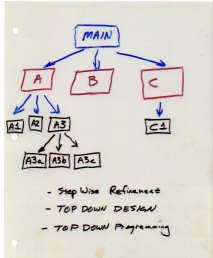 MAIN
A B C
A1 A2 A3 C1
A3a A3b A3c
- Step Wise Refinement
- TOP DOWN DESIGN
- TOP DOWN Programming